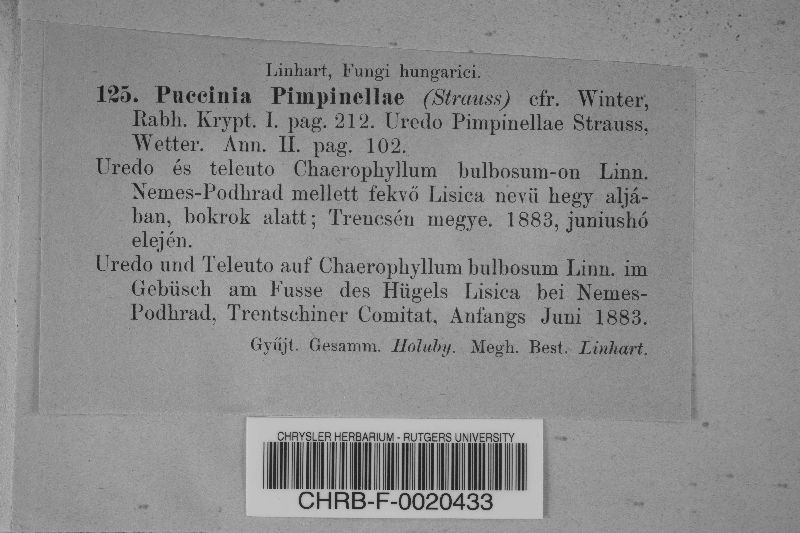 Linhart, Fungi hungarici.
125. Puccinia Pimpinellae (Strauss) cfr. Winter,
Rabh. Krypt. I. pag. 212. Uredo Pimpinellae Strauss,
Wetter. Ann. II. pag. 102.
Uredo és teleuto Chaerophyllum bulbosum-on Linn.
Nemes-Podhrad mellett fekvő Lisica nevü hegy aljá-
ban, bokrok alatt; Trencsén megye. 1883, juniushó
elején.
Uredo und Teleuto auf Chaerophyllum bulbosum Linn. im
Gebüsch am Fusse des Hügels Lisica bei Nemes-
Podhrad, Trentschiner Comitat, Anfangs Juni 1883.
Gyűjt. Gesamm. Holuby. Megh. Best. Linhart.
CHRYSLER HERBARIUM - RUTGERS UNIVERSITY
CHRB-F-0020433